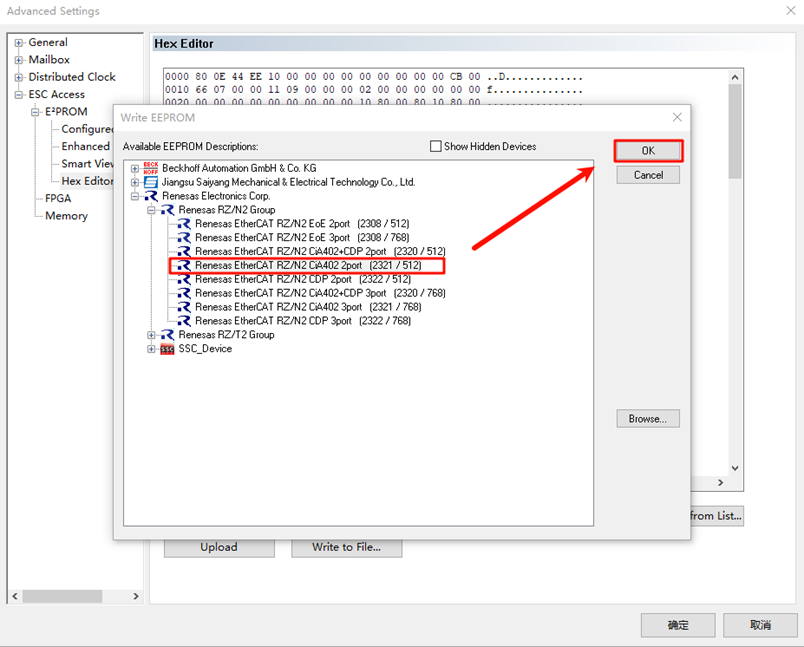 Advanced Settings
General
Mailbox
Distributed Clock
ESC Access
E²PROM
Configured
Enhanced
Smart View
Hex Editor
FPGA
Memory
Hex Editor
0000 80 0E 44 EE 10 00 00 00 00 00 00 00 00 00 CB 00 ..D.............
0010 66 07 00 00 11 09 00 00 00 02 00 00 00 00 00 00 f...............
0020 00 00 00 00 00 00 00 00 10 80 00 80 10 80 00
Write EEPROM
Available EEPROM Descriptions:
Show Hidden Devices
OK
Cancel
BECK HOFF Beckhoff Automation GmbH & Co. KG
Jiangsu Saiyang Mechanical & Electrical Technology Co., Ltd.
Renesas Electronics Corp.
Renesas RZ/N2 Group
Renesas EtherCAT RZ/N2 EoE 2port (2308 / 512)
Renesas EtherCAT RZ/N2 EoE 3port (2308 / 768)
Renesas EtherCAT RZ/N2 CiA402+CDP 2port (2320 / 512)
Renesas EtherCAT RZ/N2 CiA402 2port (2321 / 512)
Renesas EtherCAT RZ/N2 CDP 2port (2322 / 512)
Renesas EtherCAT RZ/N2 CiA402+CDP 3port (2320 / 768)
Renesas EtherCAT RZ/N2 CiA402 3port (2321 / 768)
Renesas EtherCAT RZ/N2 CDP 3port (2322 / 768)
Renesas RZ/T2 Group
SSC SSC_Device
Browse...
from List...
Upload
Write to File...
确定
取消